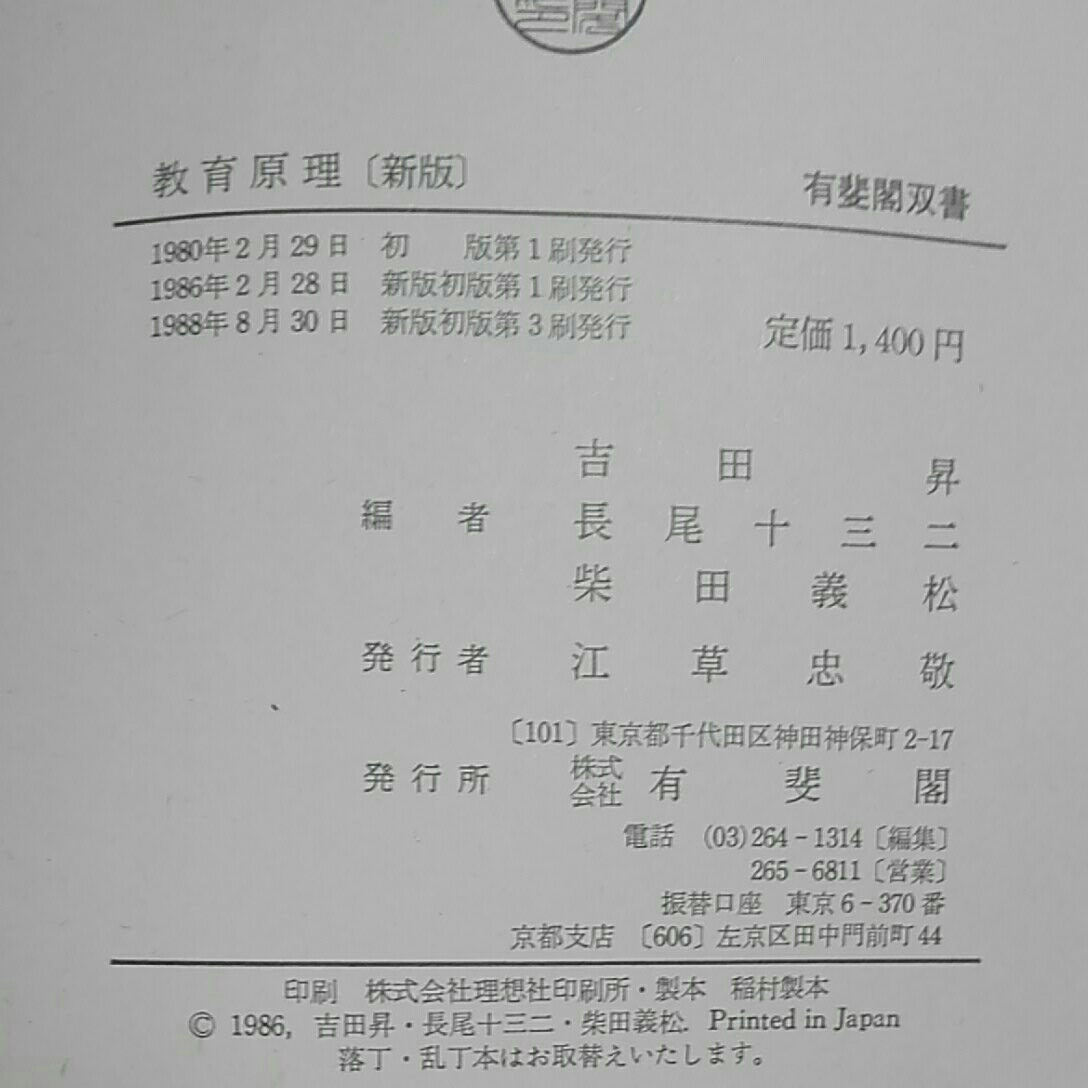 教育原理〔新版〕 有斐閣双書
1980年2月29日 初 版第1刷発行
1986年2月28日 新版初版第1刷発行
1988年8月30日 新版初版第3刷発行
定価1,400円
吉田 昇
編者 長尾十三二
柴田義松
発行者 江草忠敬
〔101〕東京都千代田区神田神保町2-17
発行所 株式会社 有斐閣
電話 (03)264-1314〔編集〕
265-6811〔営業〕
振替口座 東京6-370番
京都支店 〔606〕左京区田中門前町44
印刷 株式会社理想社印刷所・製本 稲村製本
© 1986, 吉田昇・長尾十三二・柴田義松. Printed in Japan
落丁・乱丁本はお取替えいたします。